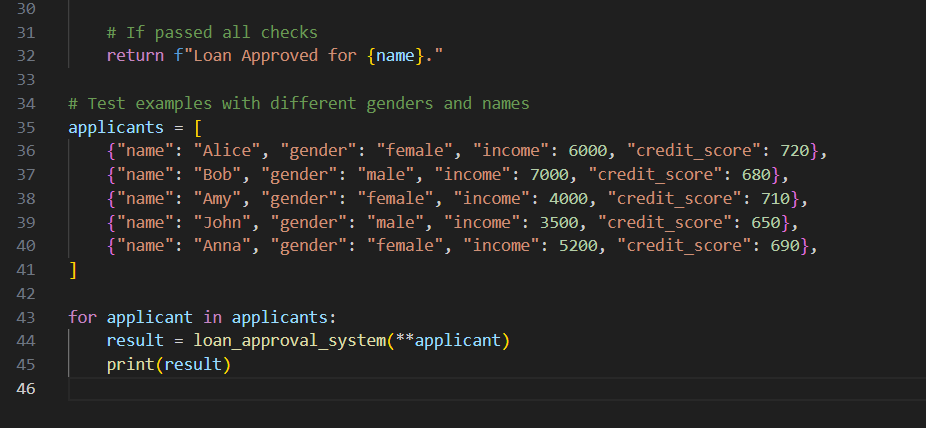 30
31 # If passed all checks
32 return f"Loan Approved for {name}."
33
34 # Test examples with different genders and names
35 applicants = [
36 {"name": "Alice", "gender": "female", "income": 6000, "credit_score": 720},
37 {"name": "Bob", "gender": "male", "income": 7000, "credit_score": 680},
38 {"name": "Amy", "gender": "female", "income": 4000, "credit_score": 710},
39 {"name": "John", "gender": "male", "income": 3500, "credit_score": 650},
40 {"name": "Anna", "gender": "female", "income": 5200, "credit_score": 690},
41 ]
42
43 for applicant in applicants:
44 result = loan_approval_system(**applicant)
45 print(result)
46